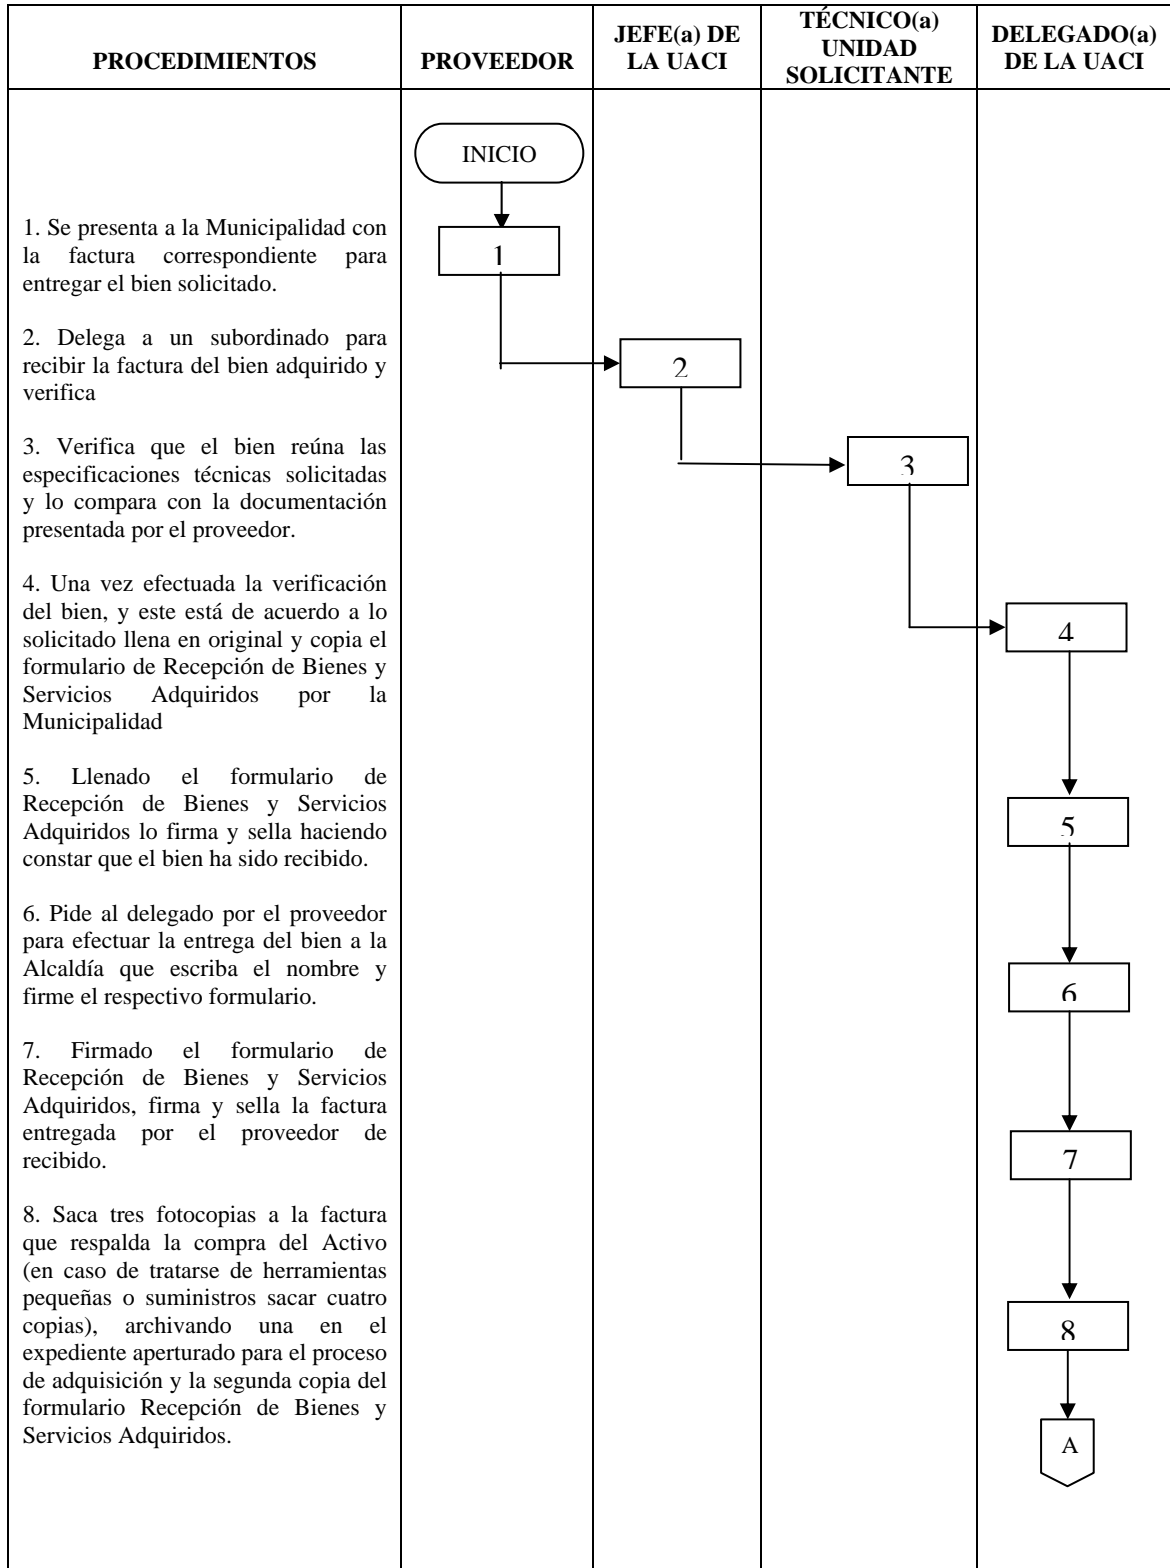 PROCEDIMIENTOS
PROVEEDOR
JEFE(a) DE
LA UACI
TÉCNICO(a)
UNIDAD
SOLICITANTE
DELEGADO(a)
DE LA UACI
INICIO
1. Se presenta a la Municipalidad con
la factura correspondiente para
entregar el bien solicitado.
1
2. Delega a un subordinado para
recibir la factura del bien adquirido y
verifica
2
3. Verifica que el bien reúna las
especificaciones técnicas solicitadas
y lo compara con la documentación
presentada por el proveedor.
3
4. Una vez efectuada la verificación
del bien, y este está de acuerdo a lo
solicitado llena en original y copia el
formulario de Recepción de Bienes y
Servicios Adquiridos por la
Municipalidad
4
5. Llenado el formulario de
Recepción de Bienes y Servicios
Adquiridos lo firma y sella haciendo
constar que el bien ha sido recibido.
5
6. Pide al delegado por el proveedor
para efectuar la entrega del bien a la
Alcaldía que escriba el nombre y
firme el respectivo formulario.
6
7. Firmado el formulario de
Recepción de Bienes y Servicios
Adquiridos, firma y sella la factura
entregada por el proveedor de
recibido.
7
8. Saca tres fotocopias a la factura
que respalda la compra del Activo
(en caso de tratarse de herramientas
pequeñas o suministros sacar cuatro
copias), archivando una en el
expediente aperturado para el proceso
de adquisición y la segunda copia del
formulario Recepción de Bienes y
Servicios Adquiridos.
8
A